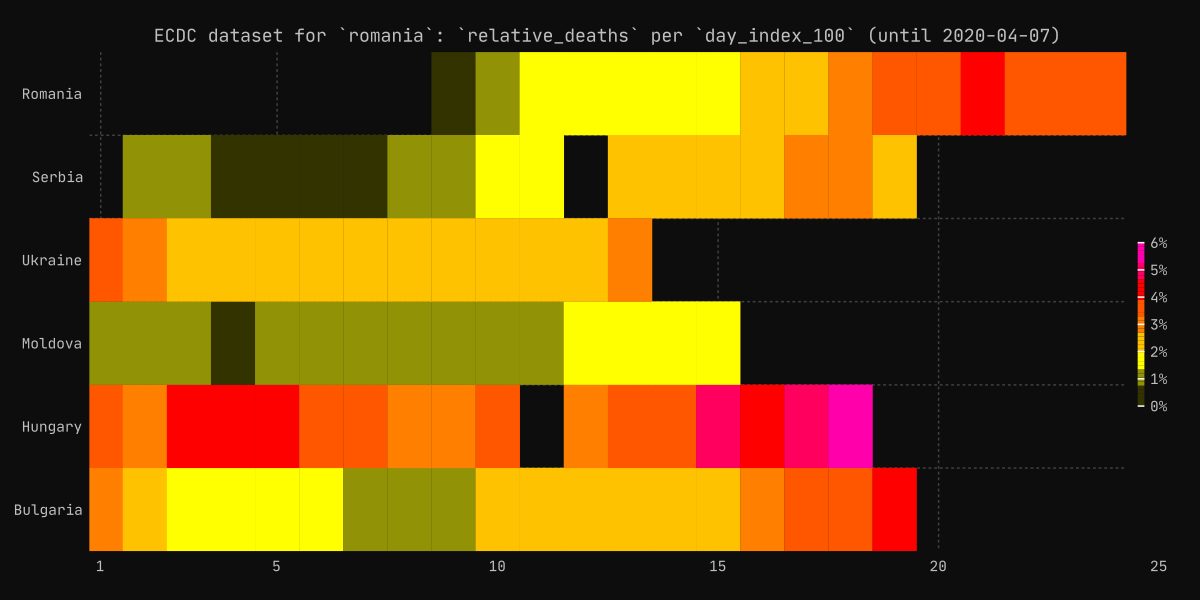 ECDC dataset for `romania`: `relative_deaths` per `day_index_100` (until 2020-04-07)
Romania
Serbia
Ukraine
Moldova
Hungary
Bulgaria
6%
5%
4%
3%
2%
1%
0%
1 5 10 15 20 25